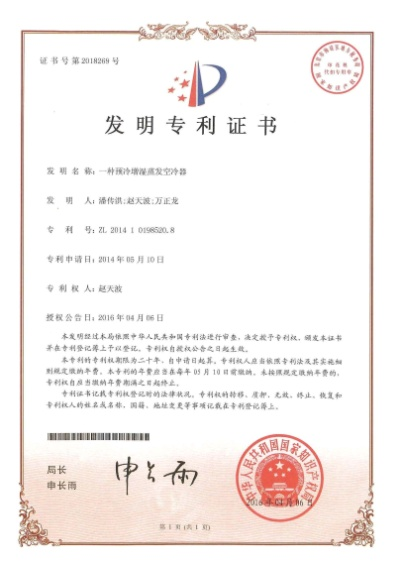 证书号第2018269号
发明专利证书
发 明 名 称：一种预冷增湿蒸发空冷器
发 明 人：潘传洪;赵天波;万正龙
专 利 号：ZL 2014 1 0198520.8
专利申请日：2014年05月10日
专 利 权 人：赵天波
授权公告日：2016年04月06日
本发明经过本局依照中华人民共和国专利法进行审查，决定授予专利权，颁发本证书
并在专利登记簿上予以登记。专利权自授权公告之日起生效。
本专利的专利权期限为二十年，自申请日起算。专利权人应当依照专利法及其实施细
则规定缴纳年费。本专利的年费应当在每年05月10日前缴纳。未按照规定缴纳年费的，
专利权自应当缴纳年费期满之日起终止。
专利证书记载专利权登记时的法律状况。专利权的转移、质押、无效、终止、恢复和
专利权人的姓名或名称、国籍、地址变更等事项记载在专利登记簿上。
局长
申长雨
申长雨
中华人民共和国国家知识产权局
2016年04月06日
第1页(共1页)